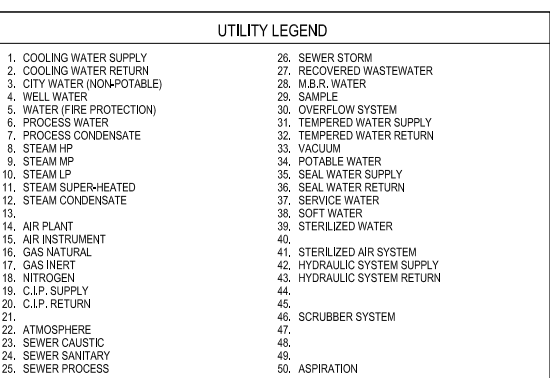 UTILITY LEGEND
1. COOLING WATER SUPPLY
2. COOLING WATER RETURN
3. CITY WATER (NON-POTABLE)
4. WELL WATER
5. WATER (FIRE PROTECTION)
6. PROCESS WATER
7. PROCESS CONDENSATE
8. STEAM HP
9. STEAM MP
10. STEAM LP
11. STEAM SUPER-HEATED
12. STEAM CONDENSATE
13.
14. AIR PLANT
15. AIR INSTRUMENT
16. GAS NATURAL
17. GAS INERT
18. NITROGEN
19. C.I.P. SUPPLY
20. C.I.P. RETURN
21.
22. ATMOSPHERE
23. SEWER CAUSTIC
24. SEWER SANITARY
25. SEWER PROCESS
26. SEWER STORM
27. RECOVERED WASTEWATER
28. M.B.R. WATER
29. SAMPLE
30. OVERFLOW SYSTEM
31. TEMPERED WATER SUPPLY
32. TEMPERED WATER RETURN
33. VACUUM
34. POTABLE WATER
35. SEAL WATER SUPPLY
36. SEAL WATER RETURN
37. SERVICE WATER
38. SOFT WATER
39. STERILIZED WATER
40.
41. STERILIZED AIR SYSTEM
42. HYDRAULIC SYSTEM SUPPLY
43. HYDRAULIC SYSTEM RETURN
44.
45.
46. SCRUBBER SYSTEM
47.
48.
49.
50. ASPIRATION